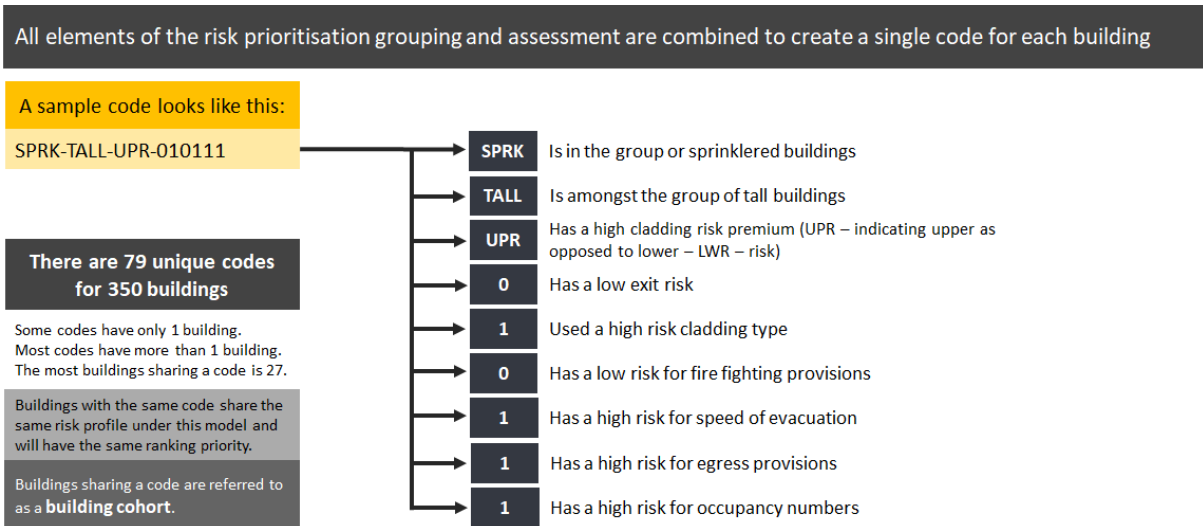 All elements of the risk prioritisation grouping and assessment are combined to create a single code for each building
A sample code looks like this:
SPRK-TALL-UPR-010111
SPRK Is in the group or sprinklered buildings
TALL Is amongst the group of tall buildings
UPR Has a high cladding risk premium (UPR – indicating upper as
opposed to lower – LWR – risk)
0 Has a low exit risk
1 Used a high risk cladding type
0 Has a low risk for fire fighting provisions
1 Has a high risk for speed of evacuation
1 Has a high risk for egress provisions
1 Has a high risk for occupancy numbers
There are 79 unique codes
for 350 buildings
Some codes have only 1 building.
Most codes have more than 1 building.
The most buildings sharing a code is 27.
Buildings with the same code share the
same risk profile under this model and
will have the same ranking priority.
Buildings sharing a code are referred to
as a building cohort.